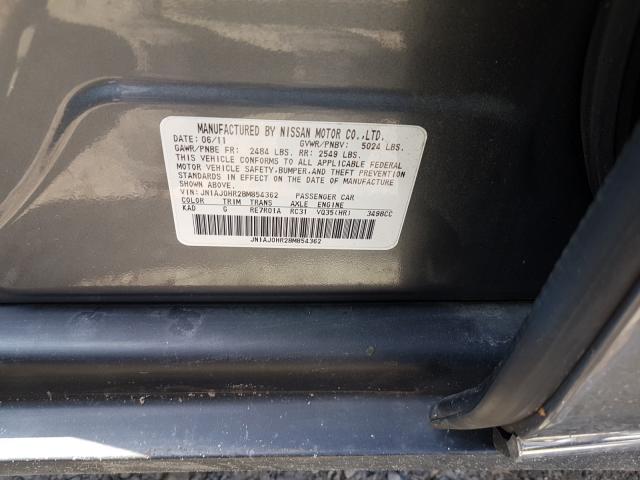 MANUFACTURED BY NISSAN MOTOR CO.,LTD.
DATE: 06/11 GVWR/PNBV: 5024 LBS.
GAWR/PNBE FR: 2484 LBS. RR: 2549 LBS.
THIS VEHICLE CONFORMS TO ALL APPLICABLE FEDERAL
MOTOR VEHICLE SAFETY,BUMPER,AND THEFT PREVENTION
STANDARDS IN EFFECT ON THE DATE OF MANUFACTURE
SHOWN ABOVE.
VIN: JN1AJ0HR2BM854362 PASSENGER CAR
COLOR TRIM TRANS AXLE ENGINE
KAD G RE7R01A RC31 VQ35(HR) 3498CC
JN1AJ0HR2BM854362